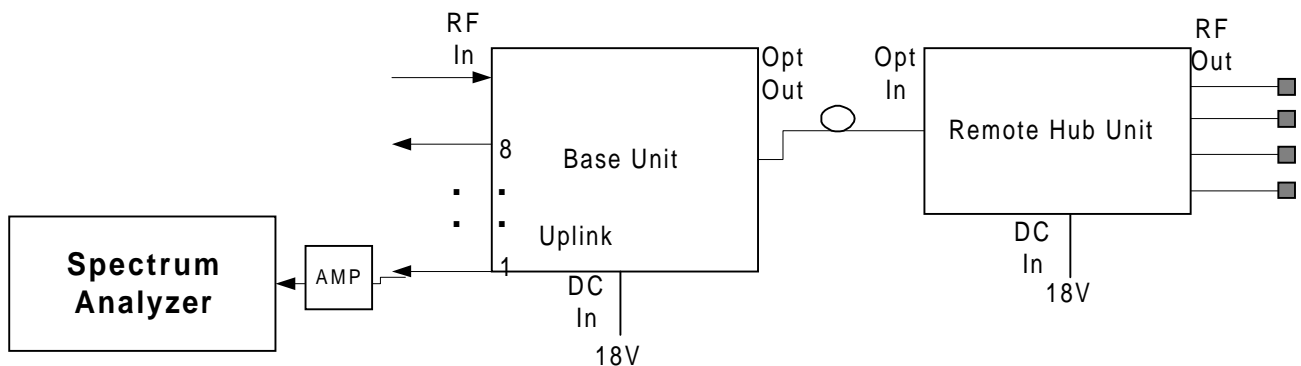 RF
In
8
Base Unit
Uplink
1
Opt
Out
DC
In
18V
Opt
In
Remote Hub Unit
RF
Out
DC
In
18V
Spectrum
Analyzer
AMP